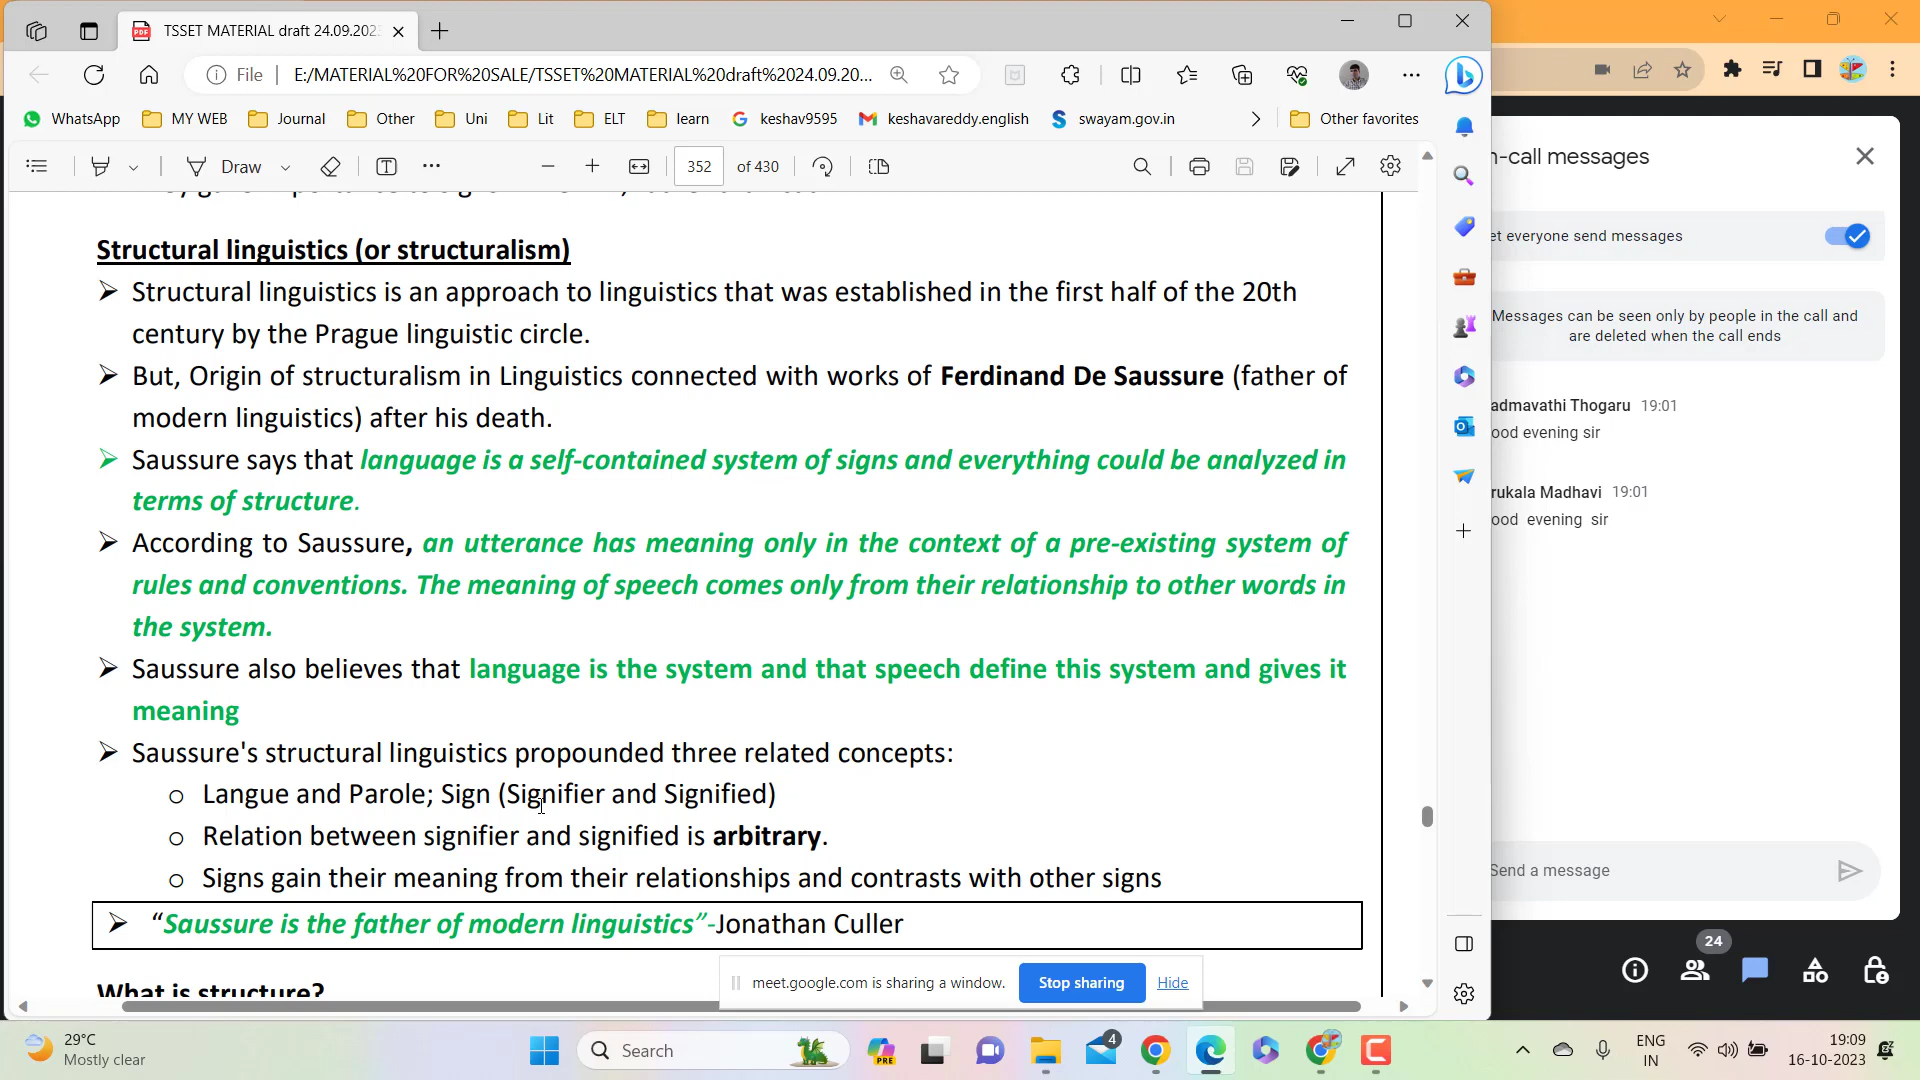 TSSET MATERIAL draft 24.09.202
File
E:/MATERIAL%20FOR%20SALE/TSSET%20MATERIAL%20draft%2024.09.20...
WhatsApp
MY WEB
Journal
Other
Uni
Lit
ELT
learn
keshav9595
keshavareddy.english
swayam.gov.in
Other favorites
Draw
352
of 430
Structural linguistics (or structuralism)
Structural linguistics is an approach to linguistics that was established in the first half of the 20th
century by the Prague linguistic circle.
But, Origin of structuralism in Linguistics connected with works of Ferdinand De Saussure (father of
modern linguistics) after his death.
Saussure says that language is a self-contained system of signs and everything could be analyzed in
terms of structure.
According to Saussure, an utterance has meaning only in the context of a pre-existing system of
rules and conventions. The meaning of speech comes only from their relationship to other words in
the system.
Saussure also believes that language is the system and that speech define this system and gives it
meaning
Saussure's structural linguistics propounded three related concepts:
o Langue and Parole; Sign (Signifier and Signified)
o Relation between signifier and signified is arbitrary.
o Signs gain their meaning from their relationships and contrasts with other signs
"Saussure is the father of modern linguistics"-Jonathan Culler
What is structure?
meet.google.com is sharing a window.
Stop sharing
Hide
n-call messages
et everyone send messages
Messages can be seen only by people in the call and
are deleted when the call ends
admavathi Thogaru 19:01
ood evening sir
rukala Madhavi 19:01
ood evening sir
Send a message
24
29°C
Mostly clear
Search
PRE
4
ENG
IN
19:09
16-10-2023